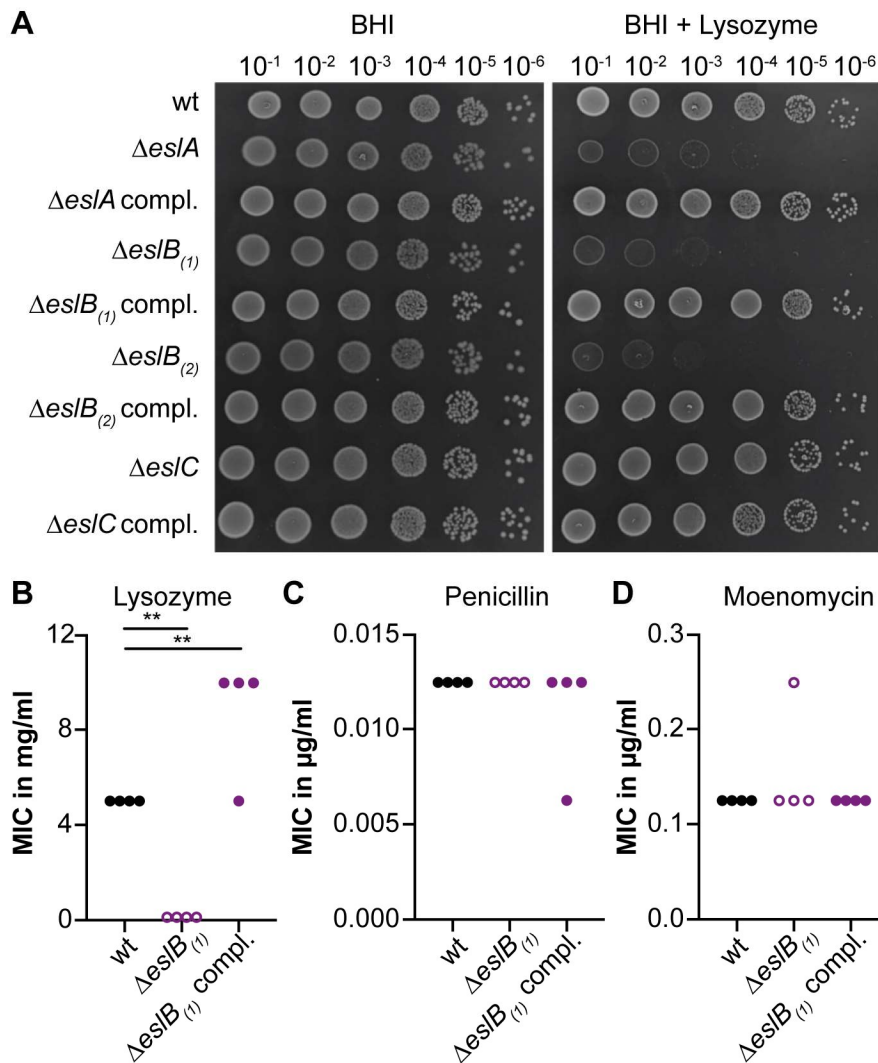 A
BHI
BHI + Lysozyme
10⁻¹ 10⁻² 10⁻³ 10⁻⁴ 10⁻⁵ 10⁻⁶
10⁻¹ 10⁻² 10⁻³ 10⁻⁴ 10⁻⁵ 10⁻⁶
wt
ΔeslA
ΔeslA compl.
ΔeslB(1)
ΔeslB(1) compl.
ΔeslB(2)
ΔeslB(2) compl.
ΔeslC
ΔeslC compl.
B
Lysozyme
**
**
MIC in mg/ml
12
8
4
0
wt
ΔeslB(1)
ΔeslB(1) compl.
C
Penicillin
MIC in µg/ml
0.015
0.010
0.005
0.000
wt
ΔeslB(1)
ΔeslB(1) compl.
D
Moenomycin
MIC in µg/ml
0.3
0.2
0.1
0.0
wt
ΔeslB(1)
ΔeslB(1) compl.